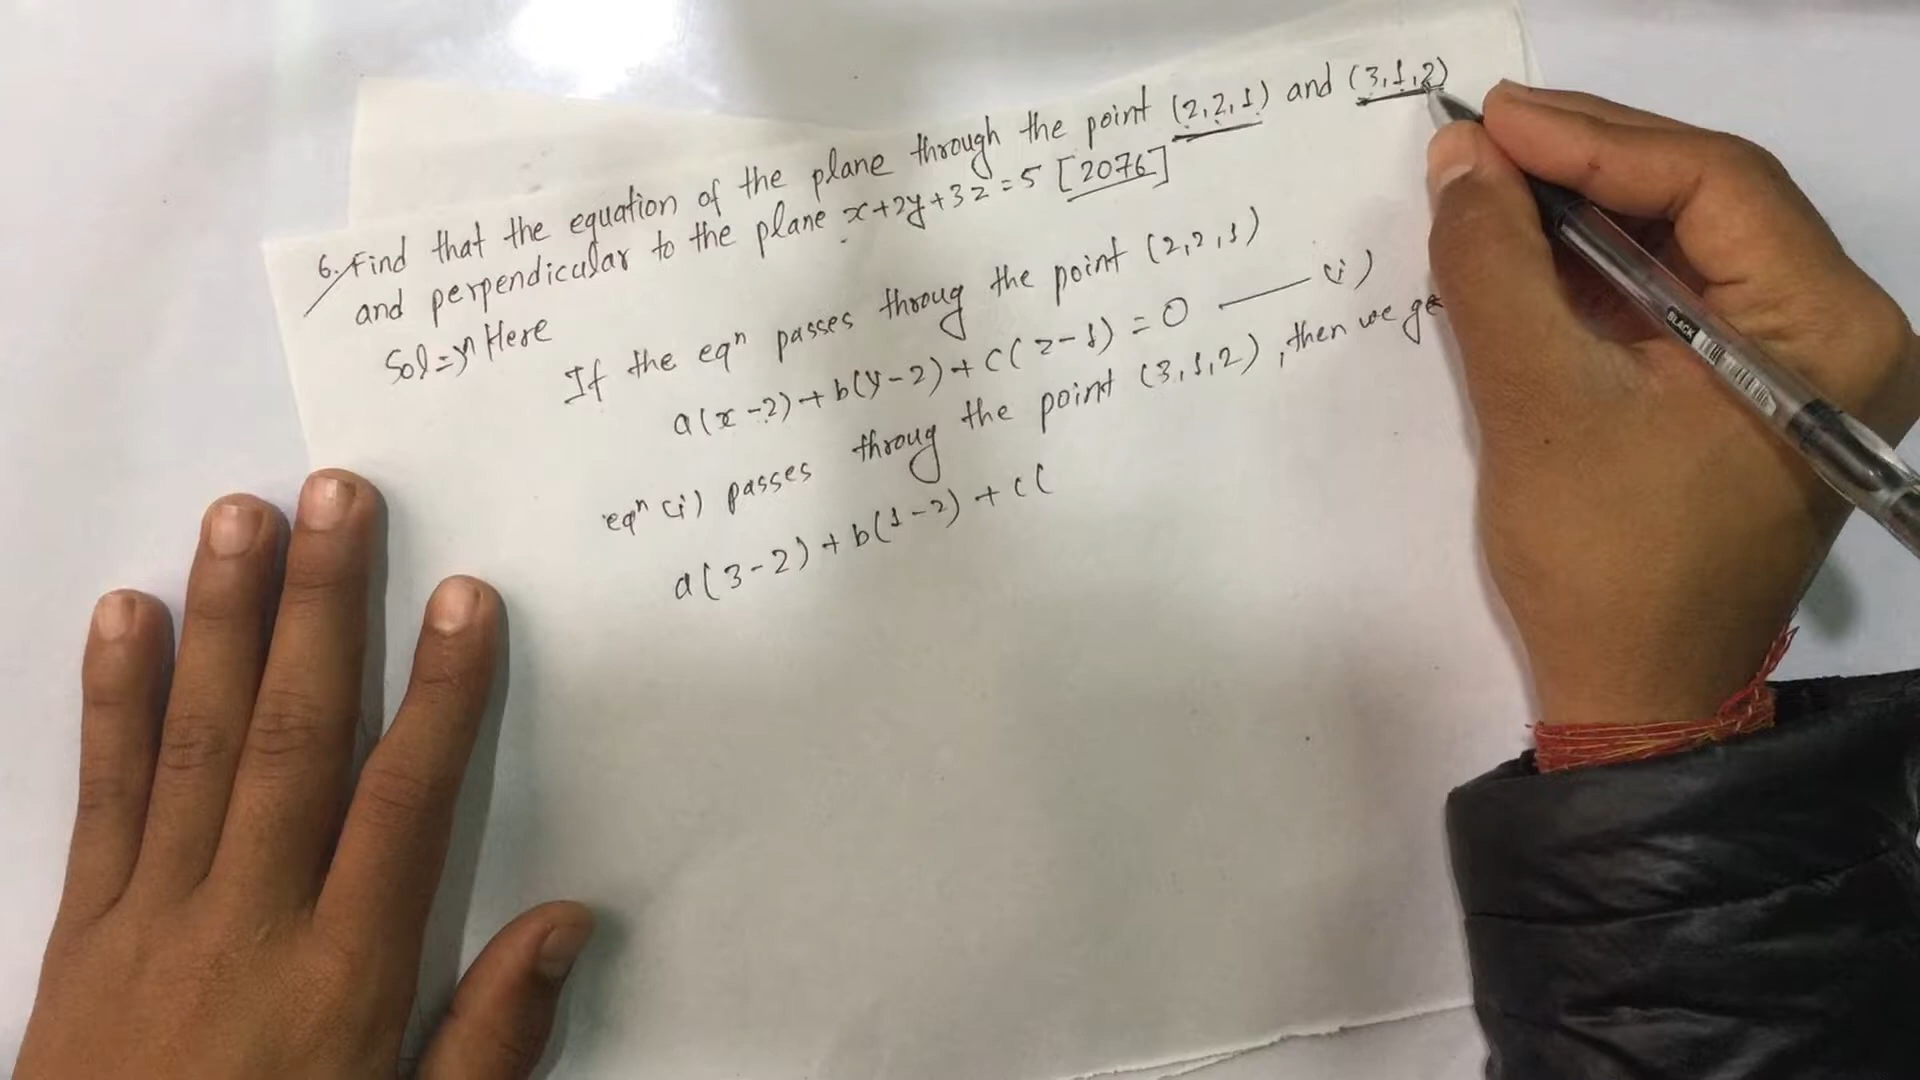 6. Find that the equation of the plane through the point (2,2,1) and (3,1,2)
and perpendicular to the plane x+2y+3z=5 [2076]
Sol=yn Here
If the eqn passes throug the point (2,2,1)
a(x-2)+b(y-2)+c(z-1)=0 —— (i)
eqn (i) passes throug the point (3,1,2), then we ge
a(3-2)+b(1-2)+c(
BLACK